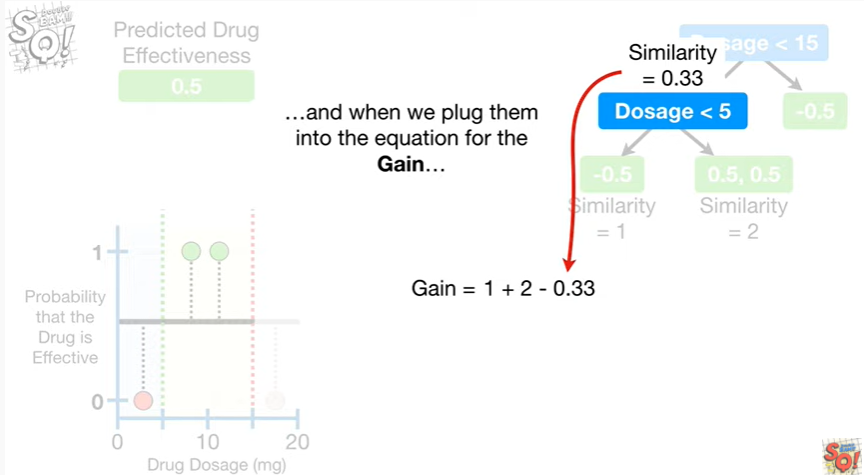 Predicted Drug
Effectiveness
0.5
…and when we plug them
into the equation for the
Gain…
Similarity
= 0.33
Dosage < 15
Dosage < 5
-0.5
-0.5
0.5, 0.5
Similarity
= 1
Similarity
= 2
Gain = 1 + 2 - 0.33
Probability
that the
Drug is
Effective
1
0
0
10
20
Drug Dosage (mg)